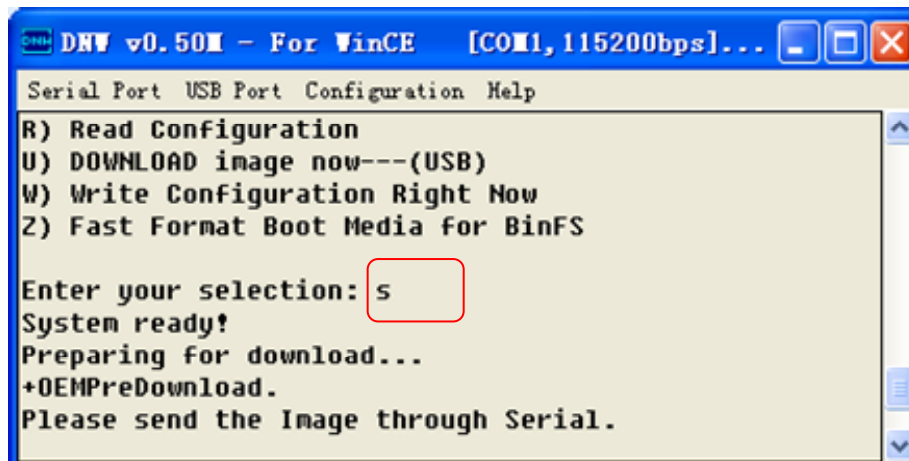 DNW v0.50M - For WinCE [COM1,115200bps]...
Serial Port USB Port Configuration Help
R) Read Configuration
U) DOWNLOAD image now---(USB)
W) Write Configuration Right Now
Z) Fast Format Boot Media for BinFS
Enter your selection: s
System ready!
Preparing for download...
+OEMPreDownload.
Please send the Image through Serial.